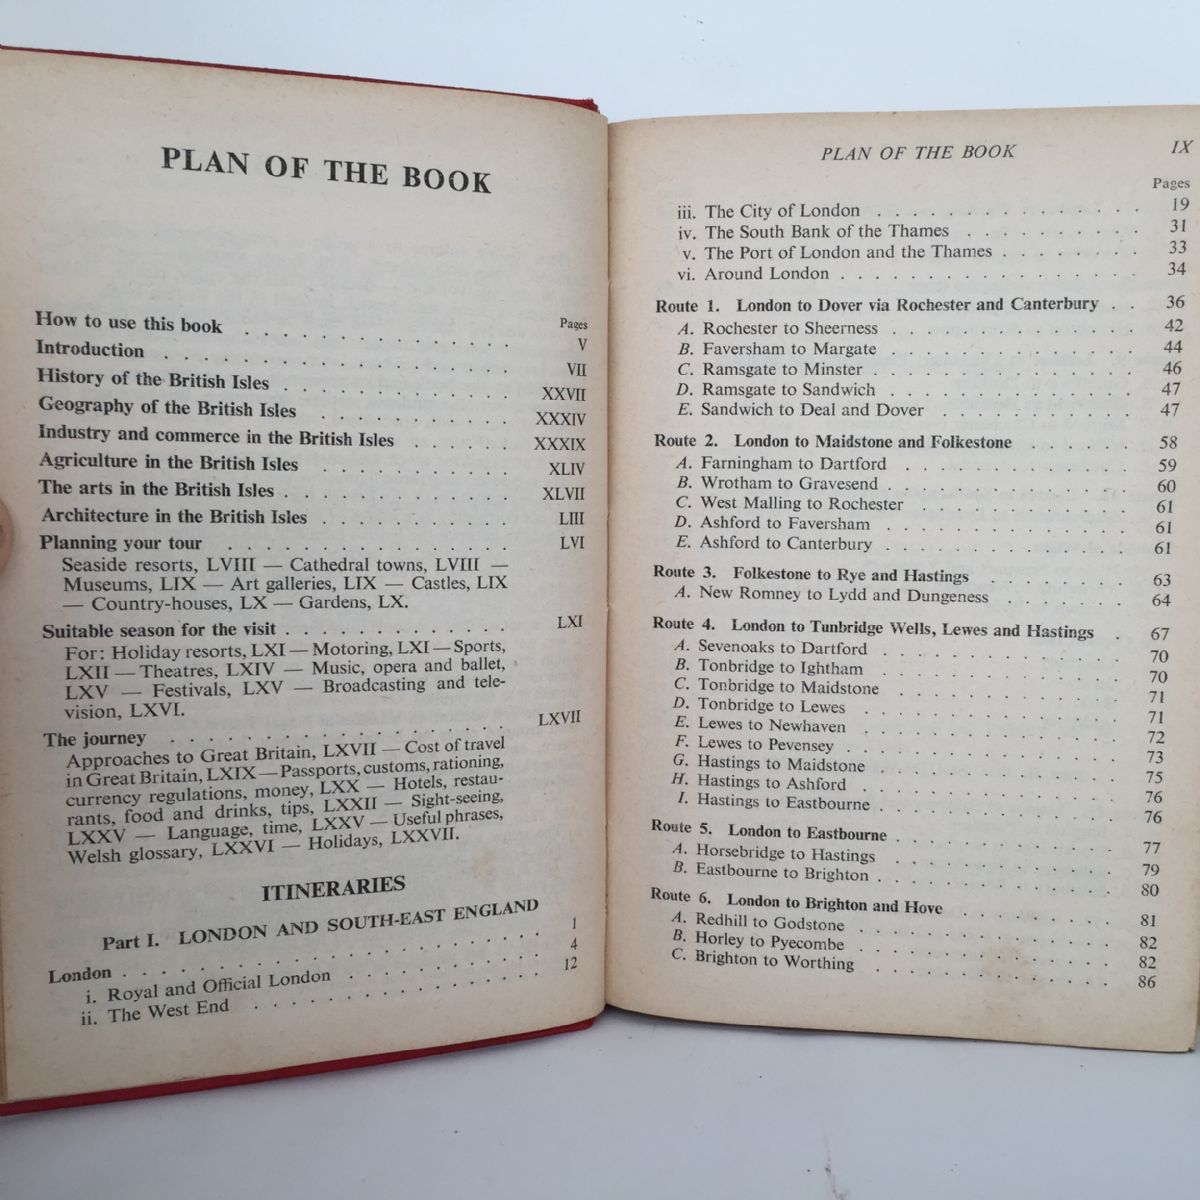 PLAN OF THE BOOK
Pages
How to use this book . . . . . . . . . . . V
Introduction . . . . . . . . . . . . . . VII
History of the British Isles . . . . . . . . . XXVII
Geography of the British Isles . . . . . . . . XXXIV
Industry and commerce in the British Isles . . . . . XXXIX
Agriculture in the British Isles . . . . . . . . XLIV
The arts in the British Isles . . . . . . . . . XLVII
Architecture in the British Isles . . . . . . . . LIII
Planning your tour . . . . . . . . . . . . LVI
Seaside resorts, LVIII — Cathedral towns, LVIII —
Museums, LIX — Art galleries, LIX — Castles, LIX
— Country-houses, LX — Gardens, LX.
Suitable season for the visit . . . . . . . . . LXI
For: Holiday resorts, LXI — Motoring, LXI — Sports,
LXII — Theatres, LXIV — Music, opera and ballet,
LXV — Festivals, LXV — Broadcasting and tele-
vision, LXVI.
The journey . . . . . . . . . . . . . . LXVII
Approaches to Great Britain, LXVII — Cost of travel
in Great Britain, LXIX — Passports, customs, rationing,
currency regulations, money, LXX — Hotels, restau-
rants, food and drinks, tips, LXXII — Sight-seeing,
LXXV — Language, time, LXXV — Useful phrases,
Welsh glossary, LXXVI — Holidays, LXXVII.
ITINERARIES
Part I. LONDON AND SOUTH-EAST ENGLAND
London . . . . . . . . . . . . . . . 1
i. Royal and Official London . . . . . . . . 4
ii. The West End . . . . . . . . . . . . 12
PLAN OF THE BOOK IX
Pages
iii. The City of London . . . . . . . . . . . . . 19
iv. The South Bank of the Thames . . . . . . . . . 31
v. The Port of London and the Thames . . . . . . . 33
vi. Around London . . . . . . . . . . . . . . . 34
Route 1. London to Dover via Rochester and Canterbury . . 36
A. Rochester to Sheerness . . . . . . . . . . . 42
B. Faversham to Margate . . . . . . . . . . . 44
C. Ramsgate to Minster . . . . . . . . . . . . 46
D. Ramsgate to Sandwich . . . . . . . . . . . 47
E. Sandwich to Deal and Dover . . . . . . . . . 47
Route 2. London to Maidstone and Folkestone . . . . . . 58
A. Farningham to Dartford . . . . . . . . . . . 59
B. Wrotham to Gravesend . . . . . . . . . . . 60
C. West Malling to Rochester . . . . . . . . . . 61
D. Ashford to Faversham . . . . . . . . . . . 61
E. Ashford to Canterbury . . . . . . . . . . . 61
Route 3. Folkestone to Rye and Hastings . . . . . . . 63
A. New Romney to Lydd and Dungeness . . . . . . . 64
Route 4. London to Tunbridge Wells, Lewes and Hastings . 67
A. Sevenoaks to Dartford . . . . . . . . . . . 70
B. Tonbridge to Ightham . . . . . . . . . . . 70
C. Tonbridge to Maidstone . . . . . . . . . . . 71
D. Tonbridge to Lewes . . . . . . . . . . . . 71
E. Lewes to Newhaven . . . . . . . . . . . . 72
F. Lewes to Pevensey . . . . . . . . . . . . . 73
G. Hastings to Maidstone . . . . . . . . . . . 75
H. Hastings to Ashford . . . . . . . . . . . . 76
I. Hastings to Eastbourne . . . . . . . . . . . 76
Route 5. London to Eastbourne . . . . . . . . . . . 77
A. Horsebridge to Hastings . . . . . . . . . . . 79
B. Eastbourne to Brighton . . . . . . . . . . . 80
Route 6. London to Brighton and Hove . . . . . . . . 81
A. Redhill to Godstone . . . . . . . . . . . . 82
B. Horley to Pyecombe . . . . . . . . . . . . 82
C. Brighton to Worthing . . . . . . . . . . . . 86